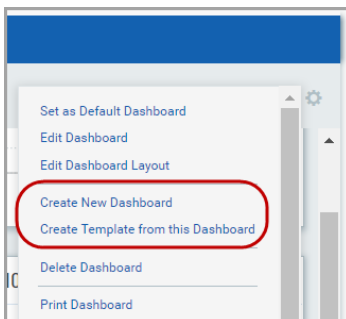 Set as Default Dashboard
Edit Dashboard
Edit Dashboard Layout
Create New Dashboard
Create Template from this Dashboard
Delete Dashboard
Print Dashboard